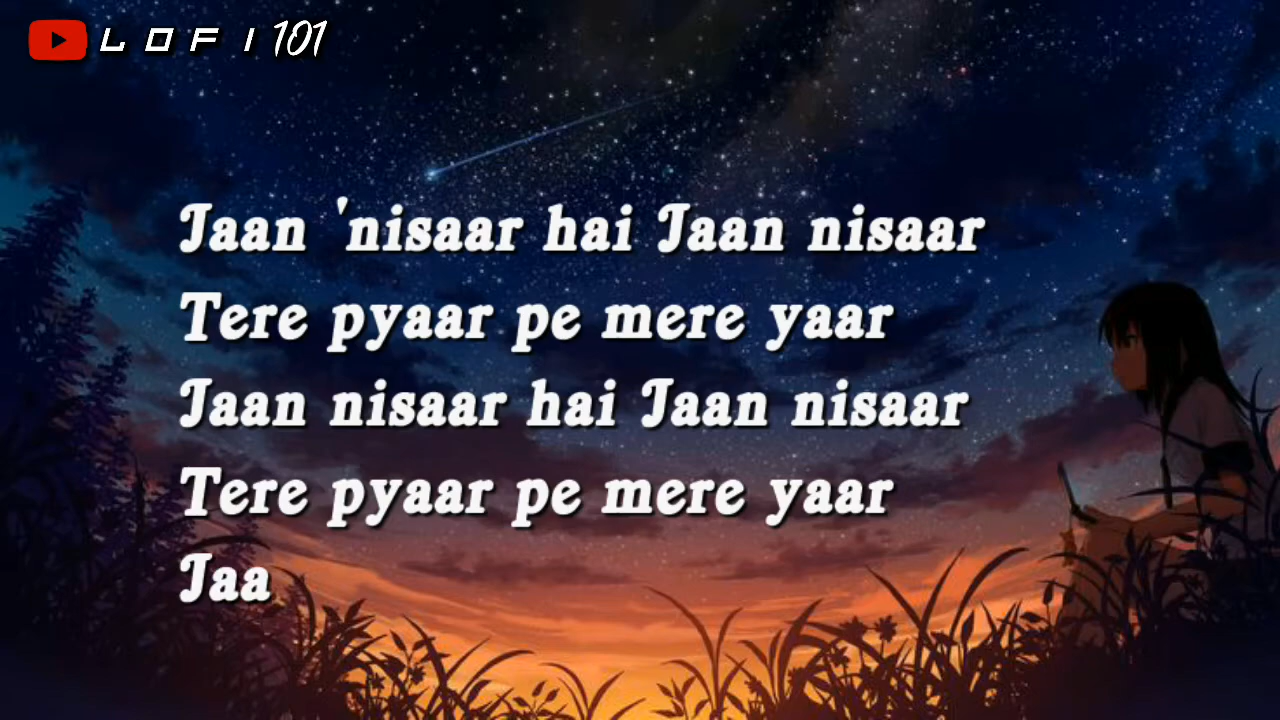 LOFI 101
Jaan 'nisaar hai Jaan nisaar
Tere pyaar pe mere yaar
Jaan nisaar hai Jaan nisaar
Tere pyaar pe mere yaar
Jaa